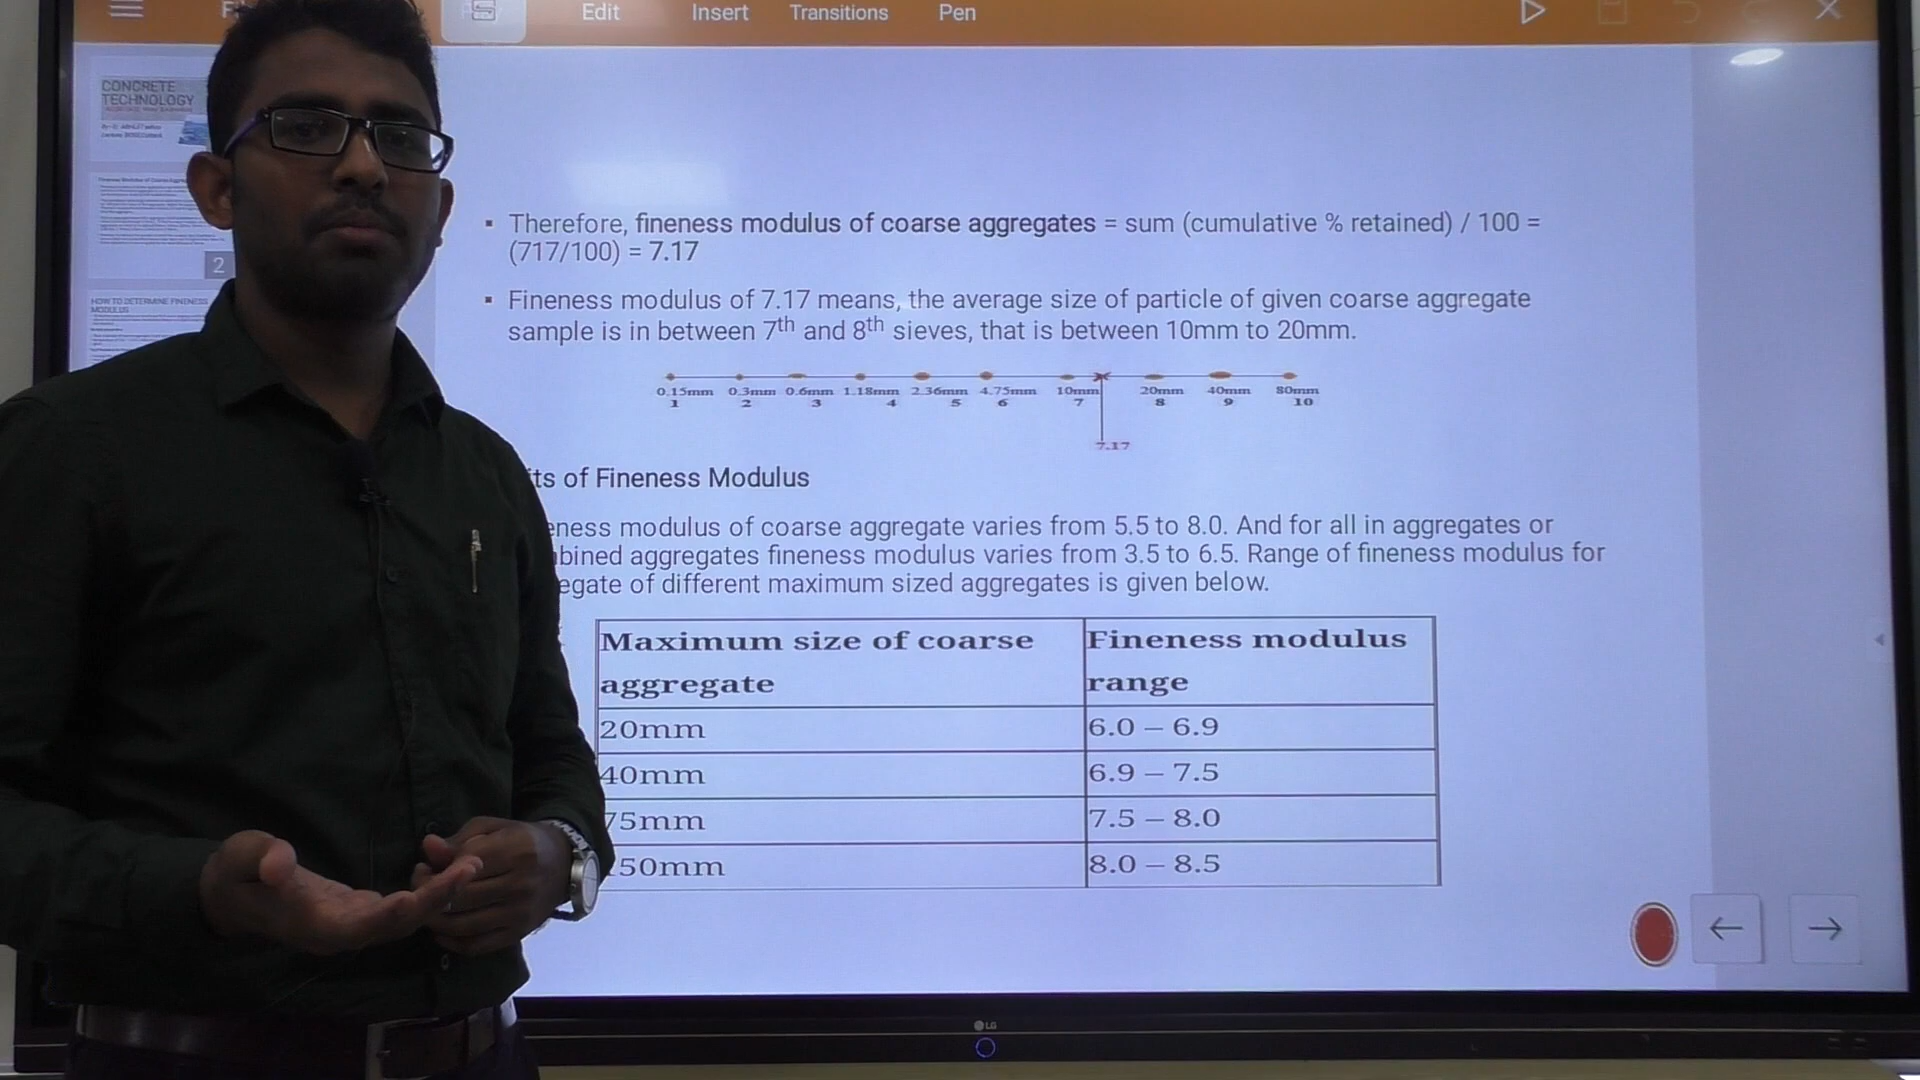 Edit Insert Transitions Pen
CONCRETE
TECHNOLOGY
2
HOW TO DETERMINE FINENESS
MODULUS
▪ Therefore, fineness modulus of coarse aggregates = sum (cumulative % retained) / 100 =
(717/100) = 7.17
▪ Fineness modulus of 7.17 means, the average size of particle of given coarse aggregate
sample is in between 7th and 8th sieves, that is between 10mm to 20mm.
0.15mm 0.3mm 0.6mm 1.18mm 2.36mm 4.75mm 10mm 20mm 40mm 80mm
1 2 3 4 5 6 7 8 9 10
7.17
its of Fineness Modulus
eness modulus of coarse aggregate varies from 5.5 to 8.0. And for all in aggregates or
bined aggregates fineness modulus varies from 3.5 to 6.5. Range of fineness modulus for
egate of different maximum sized aggregates is given below.
Maximum size of coarse
aggregate
Fineness modulus
range
20mm 6.0 – 6.9
40mm 6.9 – 7.5
75mm 7.5 – 8.0
50mm 8.0 – 8.5
LG